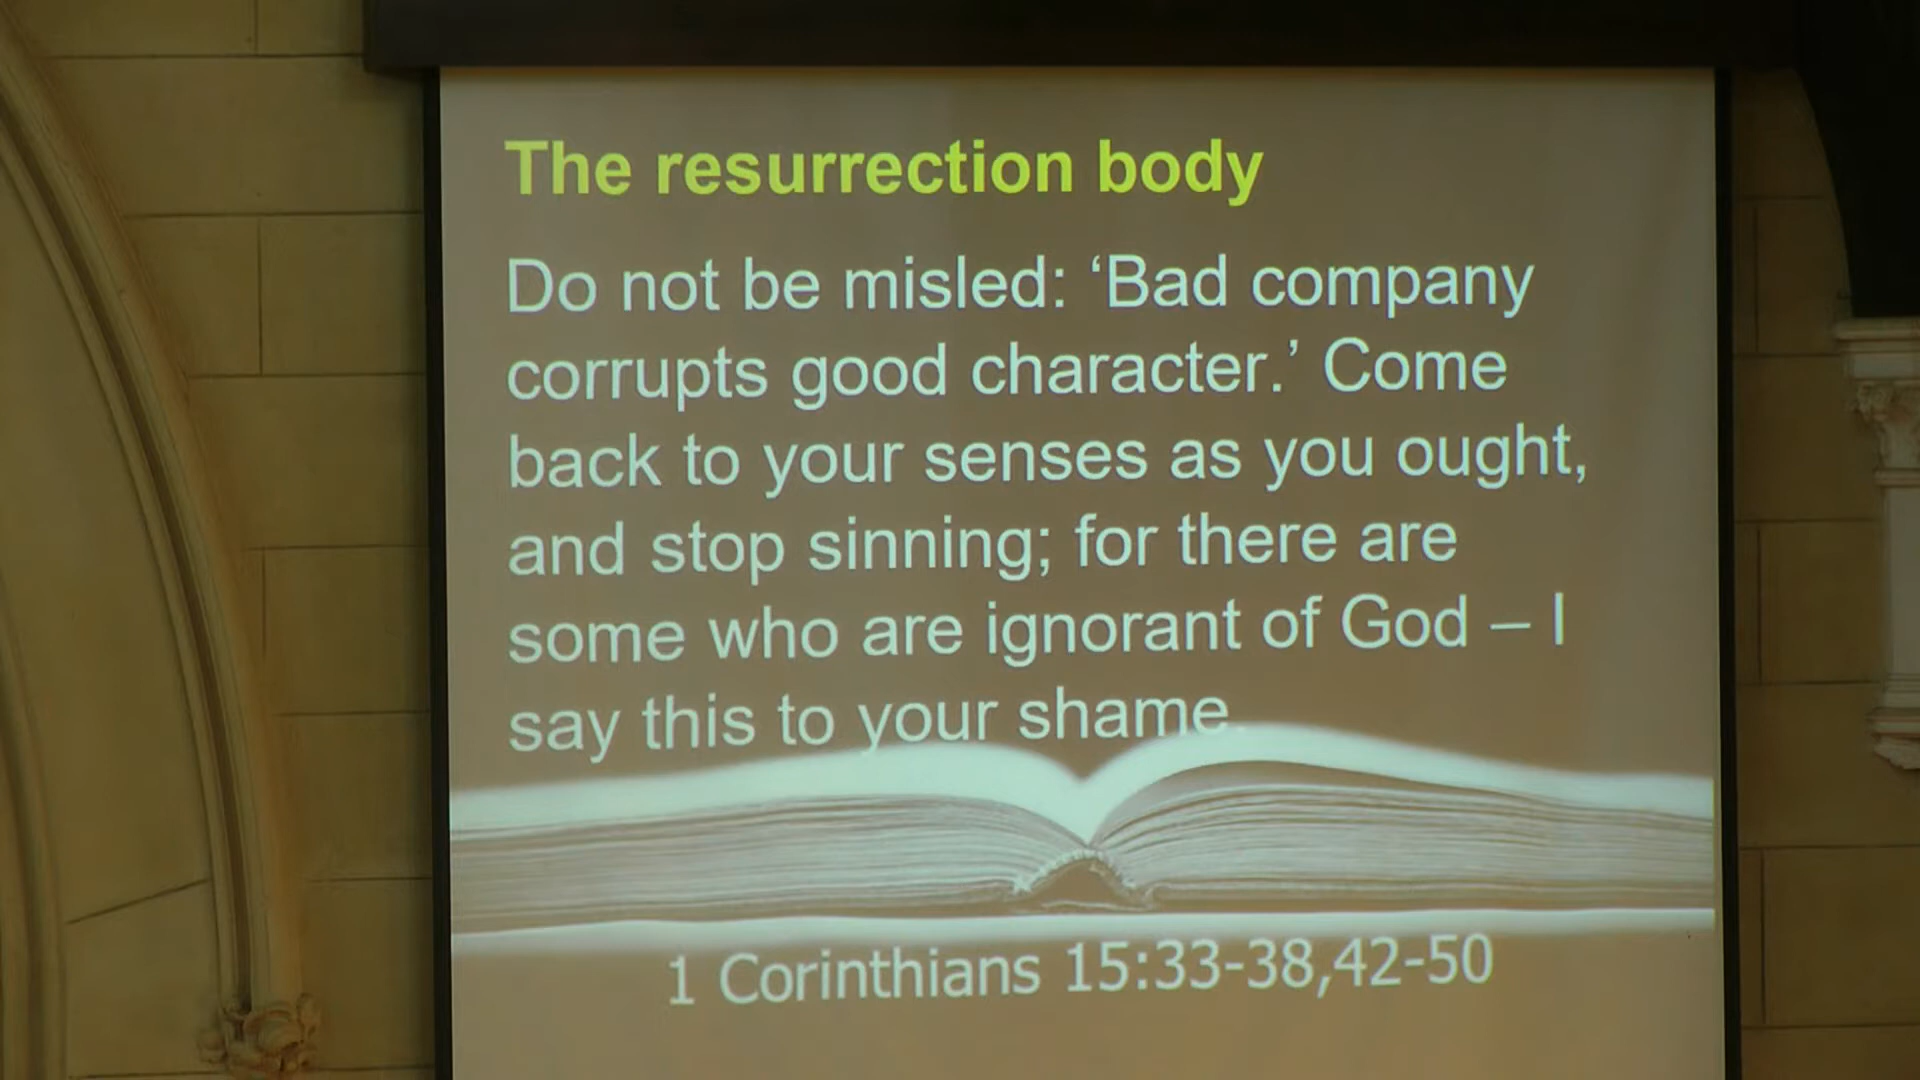 The resurrection body
Do not be misled: ‘Bad company
corrupts good character.’ Come
back to your senses as you ought,
and stop sinning; for there are
some who are ignorant of God – I
say this to your shame.
1 Corinthians 15:33-38,42-50